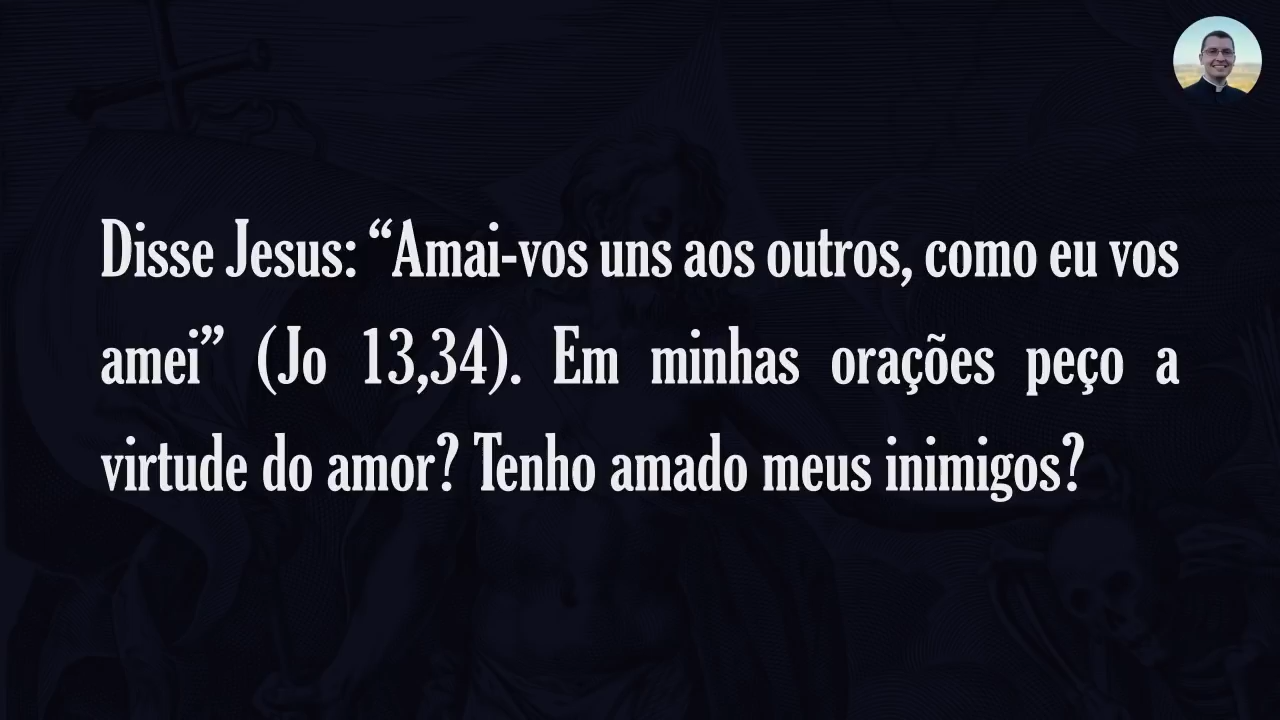 Disse Jesus: “Amai-vos uns aos outros, como eu vos
amei” (Jo 13,34). Em minhas orações peço a
virtude do amor? Tenho amado meus inimigos?